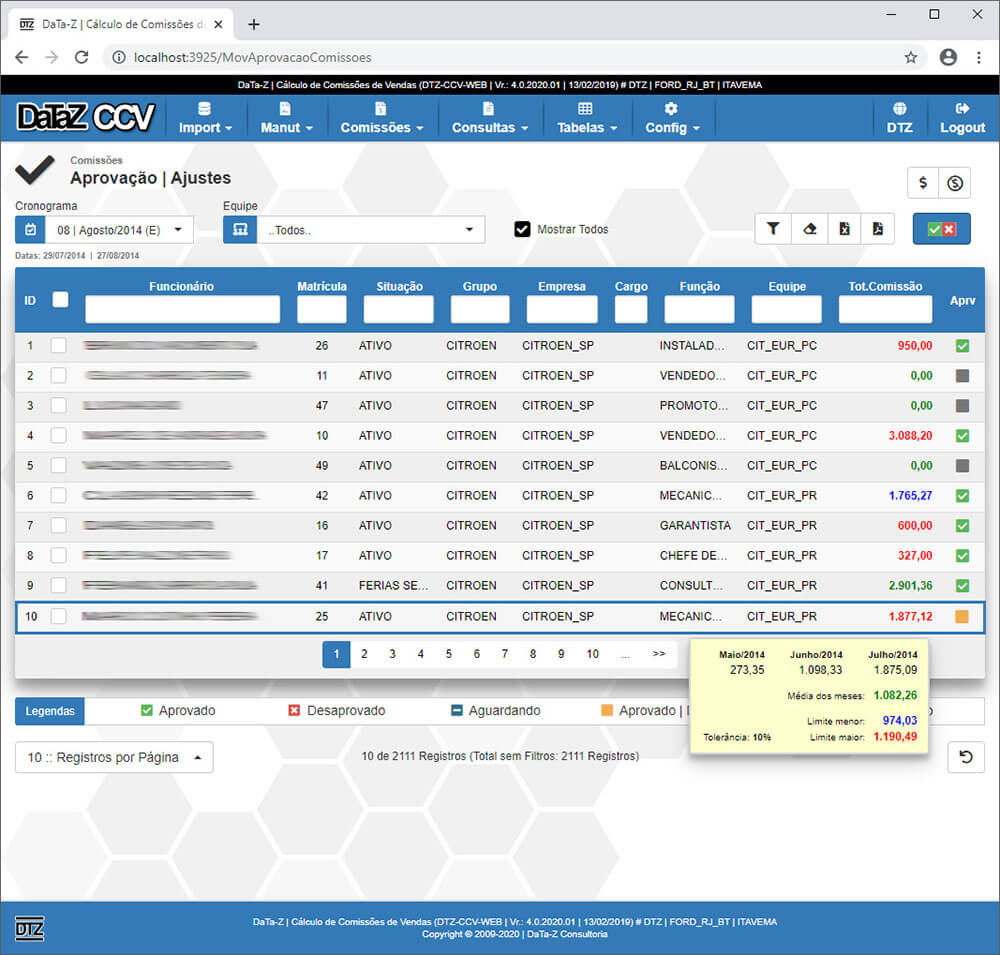 DaTa-Z | Cálculo de Comissões de
localhost:3925/MovAprovacaoComissoes
DaTa-Z | Cálculo de Comissões de Vendas (DTZ-CCV-WEB | Vr.: 4.0.2020.01 | 13/02/2019) # DTZ | FORD_RJ_BT | ITAVEMA
DaTaZ CCV Import Manut Comissões Consultas Tabelas Config DTZ Logout
Comissões
Aprovação | Ajustes
Cronograma Equipe
08 | Agosto/2014 (E) ..Todos.. Mostrar Todos
Datas: 29/07/2014 | 27/08/2014
ID Funcionário Matrícula Situação Grupo Empresa Cargo Função Equipe Tot.Comissão Aprv
1 26 ATIVO CITROEN CITROEN_SP INSTALAD... CIT_EUR_PC 950,00
2 11 ATIVO CITROEN CITROEN_SP VENDEDO... CIT_EUR_PC 0,00
3 47 ATIVO CITROEN CITROEN_SP PROMOTO... CIT_EUR_PC 0,00
4 10 ATIVO CITROEN CITROEN_SP VENDEDO... CIT_EUR_PC 3.088,20
5 49 ATIVO CITROEN CITROEN_SP BALCONIS... CIT_EUR_PC 0,00
6 42 ATIVO CITROEN CITROEN_SP MECANIC... CIT_EUR_PR 1.765,27
7 16 ATIVO CITROEN CITROEN_SP GARANTISTA CIT_EUR_PR 600,00
8 17 ATIVO CITROEN CITROEN_SP CHEFE DE... CIT_EUR_PR 327,00
9 41 FERIAS SE... CITROEN CITROEN_SP CONSULT... CIT_EUR_PR 2.901,36
10 25 ATIVO CITROEN CITROEN_SP MECANIC... CIT_EUR_PR 1.877,12
1 2 3 4 5 6 7 8 9 10 ... >>
Maio/2014 Junho/2014 Julho/2014
273,35 1.098,33 1.875,09
Média dos meses: 1.082,26
Limite menor: 974,03
Tolerância: 10% Limite maior: 1.190,49
Legendas Aprovado Desaprovado Aguardando Aprovado |
10 :: Registros por Página 10 de 2111 Registros (Total sem Filtros: 2111 Registros)
DTZ
DaTa-Z | Cálculo de Comissões de Vendas (DTZ-CCV-WEB | Vr.: 4.0.2020.01 | 13/02/2019) # DTZ | FORD_RJ_BT | ITAVEMA
Copyright © 2009-2020 | DaTa-Z Consultoria